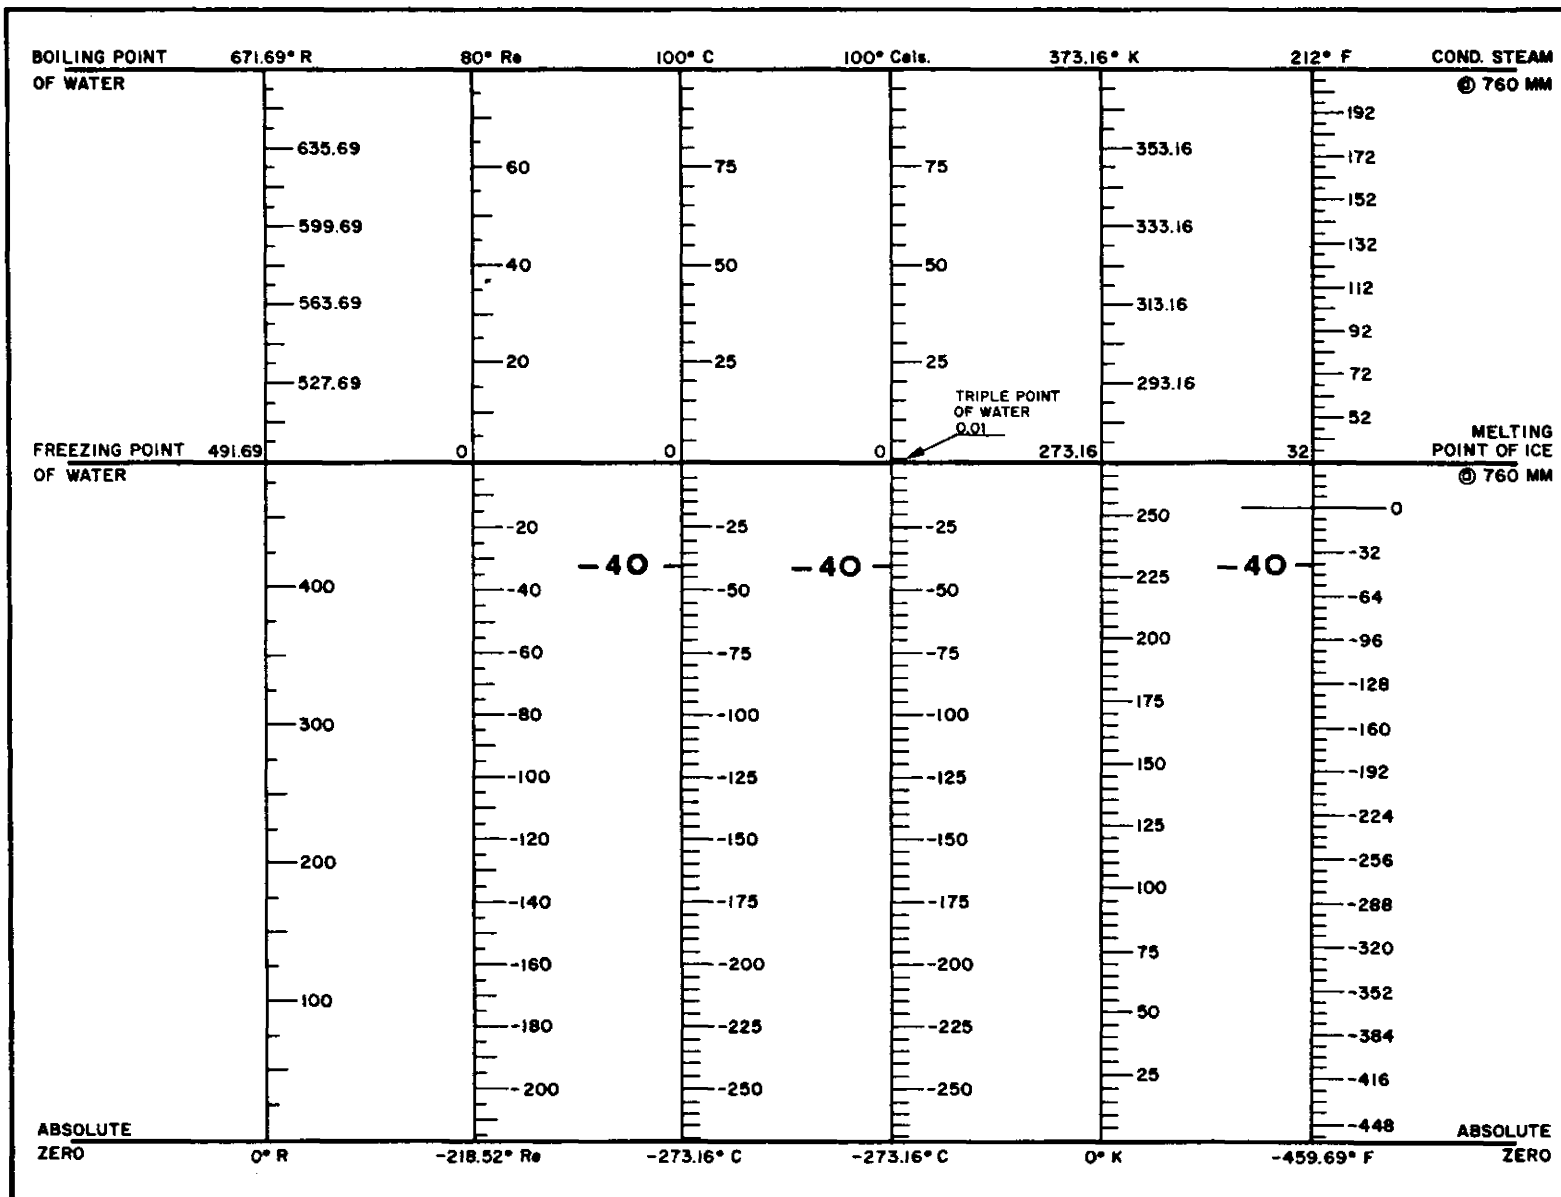 BOILING POINT 671.69° R 80° Re 100° C 100° Cels. 373.16° K 212° F COND. STEAM
OF WATER @ 760 MM
192
635.69 353.16
172
60 75 75
152
599.69 333.16
132
40 50 50
112
563.69 313.16
92
20 25 25
72
527.69 293.16
TRIPLE POINT
OF WATER
0.01
52
MELTING
FREEZING POINT 491.69 0 0 0 273.16 32 POINT OF ICE
OF WATER @ 760 MM
0
250
-20 -25 -25
-32
-40 -40 -40
225
400 -40 -50 -50
-64
200 -96
-60 -75 -75
-128
175
-80 -100 -100
300 -160
150
-192
-100 -125 -125
-224
125
-120 -150 -150
200 -256
100
-140 -175 -175 -288
75 -320
-160 -200 -200
-352
100
50
-180 -225 -225
-384
25 -416
-200 -250 -250
-448
ABSOLUTE ABSOLUTE
ZERO 0° R -218.52° Re -273.16° C -273.16° C 0° K -459.69° F ZERO